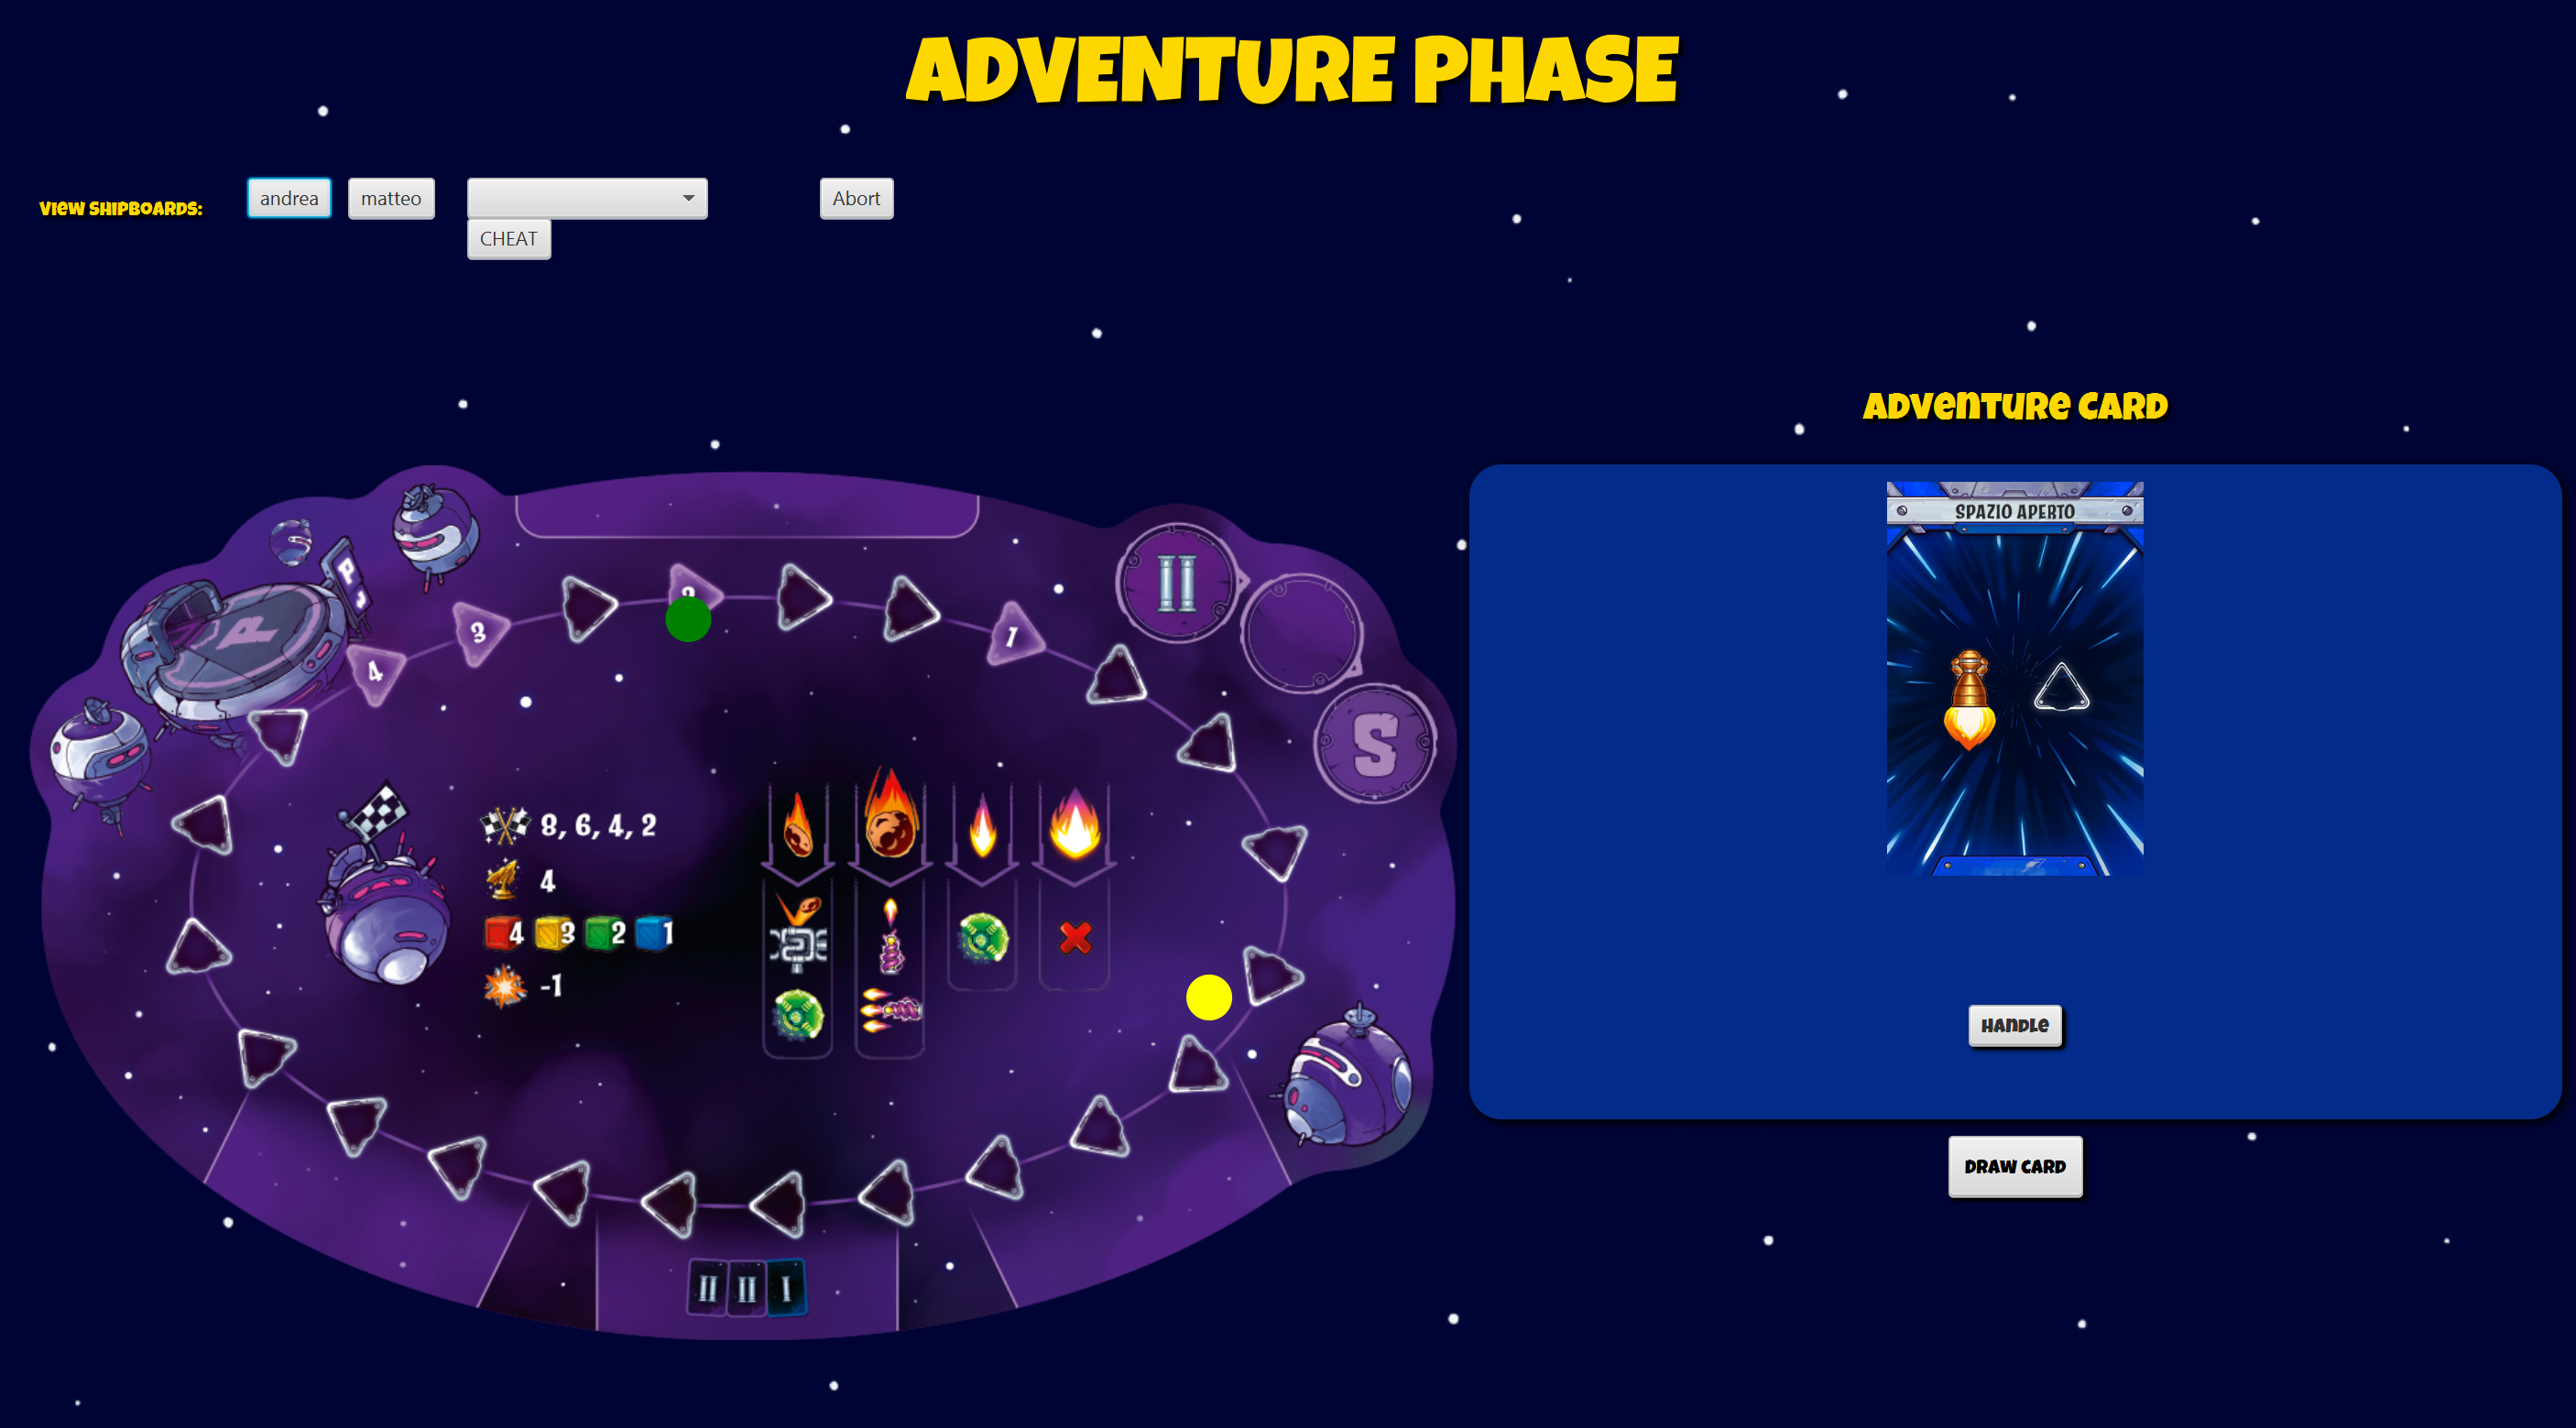 ADVENTURE PHASE
VIEW SHIPBOARDS:
andrea
matteo
Abort
CHEAT
ADVENTURE CARD
SPAZIO APERTO
II
S
P
4
3
1
8, 6, 4, 2
4
4 3 2 1
-1
HANDLE
DRAW CARD
II II I